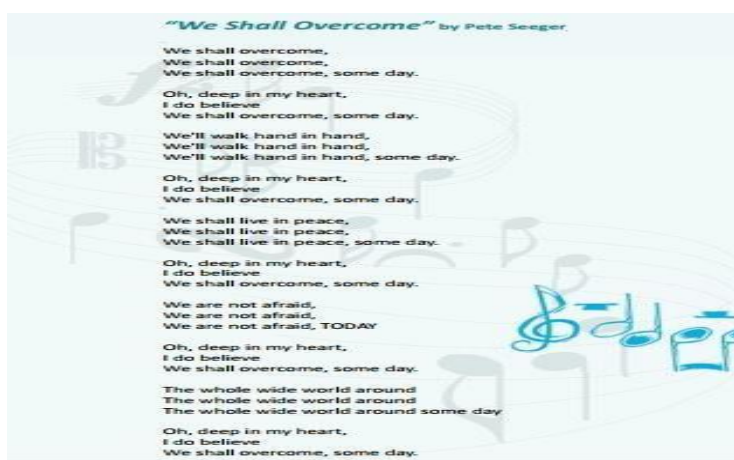 "We Shall Overcome" by Pete Seeger
We shall overcome,
We shall overcome,
We shall overcome, some day.
Oh, deep in my heart,
I do believe
We shall overcome, some day.
We'll walk hand in hand,
We'll walk hand in hand,
We'll walk hand in hand, some day.
Oh, deep in my heart,
I do believe
We shall overcome, some day.
We shall live in peace,
We shall live in peace,
We shall live in peace, some day.
Oh, deep in my heart,
I do believe
We shall overcome, some day.
We are not afraid,
We are not afraid,
We are not afraid, TODAY
Oh, deep in my heart,
I do believe
We shall overcome, some day.
The whole wide world around
The whole wide world around
The whole wide world around some day
Oh, deep in my heart,
I do believe
We shall overcome, some day.